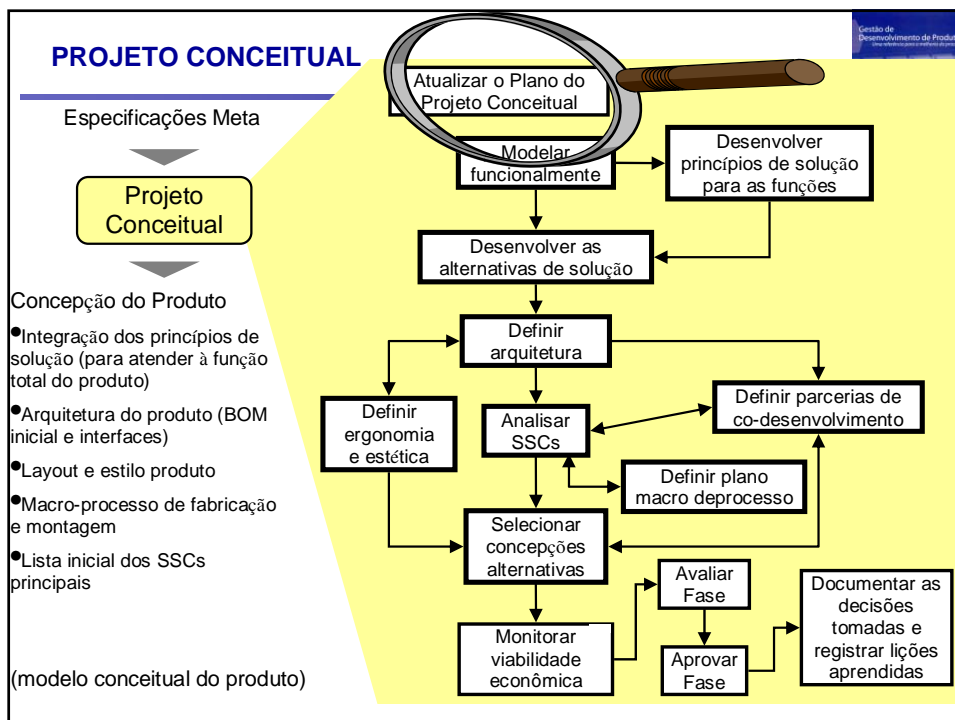 PROJETO CONCEITUAL
Gestão de
Desenvolvimento de Produt
Atualizar o Plano do
Projeto Conceitual
Especificações Meta
Projeto
Conceitual
Concepção do Produto
•Integração dos princípios de
solução (para atender à função
total do produto)
•Arquitetura do produto (BOM
inicial e interfaces)
•Layout e estilo produto
•Macro-processo de fabricação
e montagem
•Lista inicial dos SSCs
principais
(modelo conceitual do produto)
Modelar
funcionalmente
Desenvolver
princípios de solução
para as funções
Desenvolver as
alternativas de solução
Definir
arquitetura
Definir
ergonomia
e estética
Analisar
SSCs
Definir parcerias de
co-desenvolvimento
Definir plano
macro deprocesso
Selecionar
concepções
alternativas
Monitorar
viabilidade
econômica
Avaliar
Fase
Aprovar
Fase
Documentar as
decisões
tomadas e
registrar lições
aprendidas